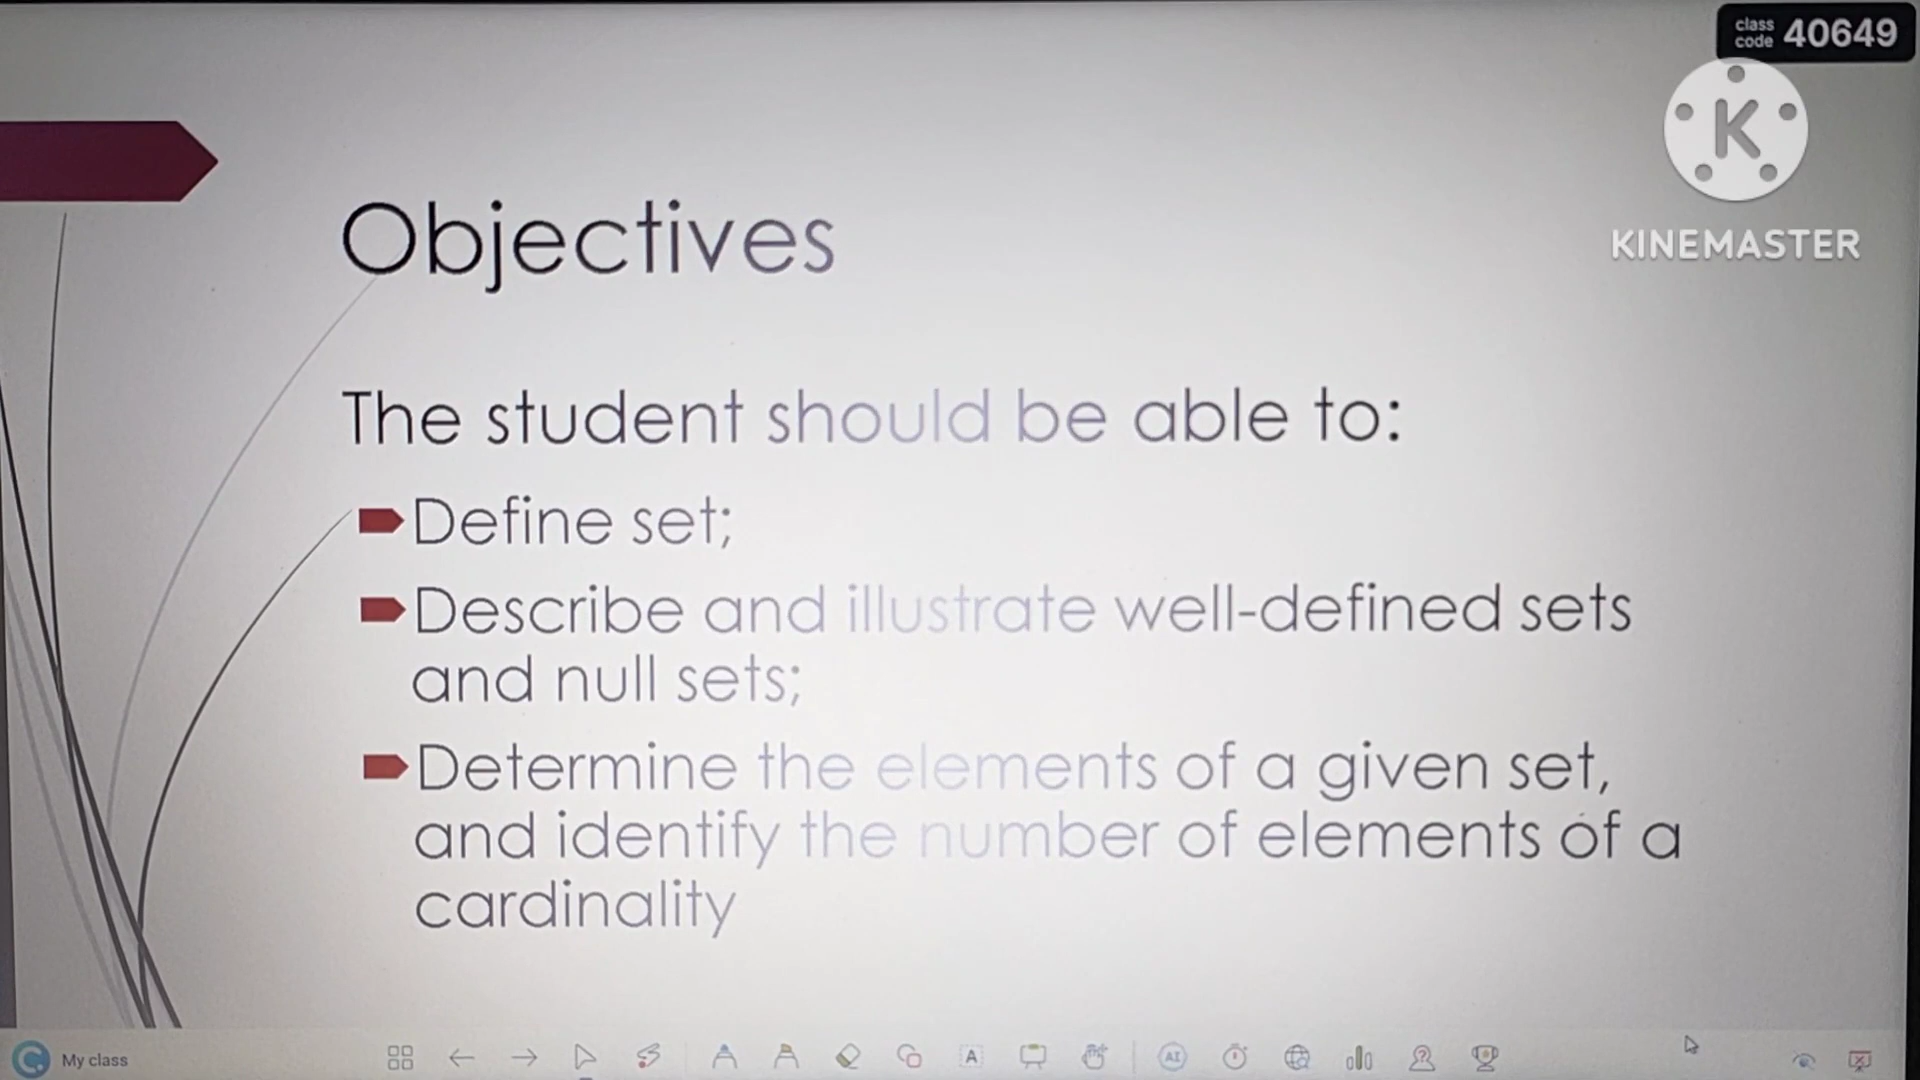 class code 40649
K
KINEMASTER
Objectives
The student should be able to:
Define set;
Describe and illustrate well-defined sets
and null sets;
Determine the elements of a given set,
and identify the number of elements of a
cardinality
My class
A
AI
?